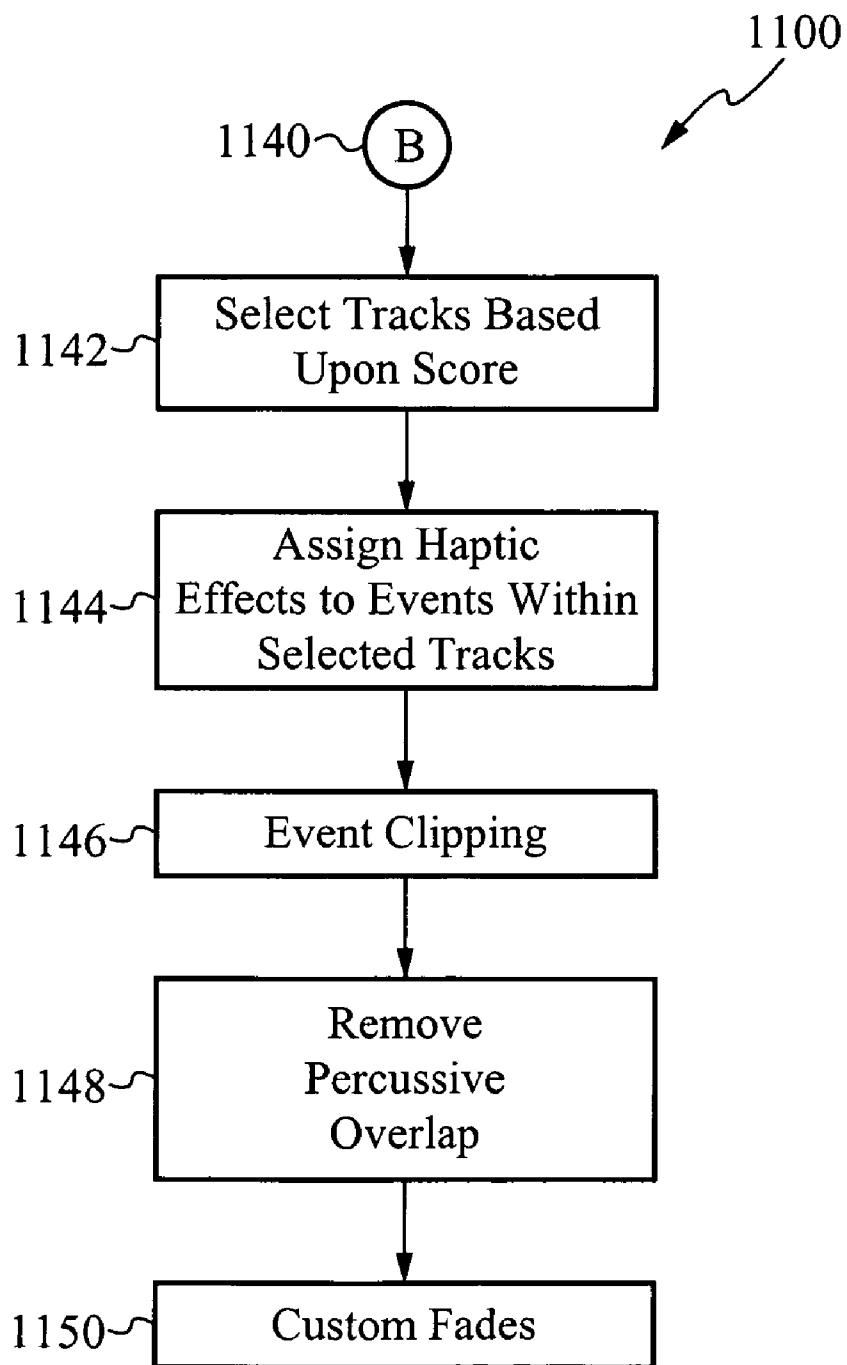 1100
1140
B
1142
Select Tracks Based
Upon Score
1144
Assign Haptic
Effects to Events Within
Selected Tracks
1146
Event Clipping
1148
Remove
Percussive
Overlap
1150
Custom Fades